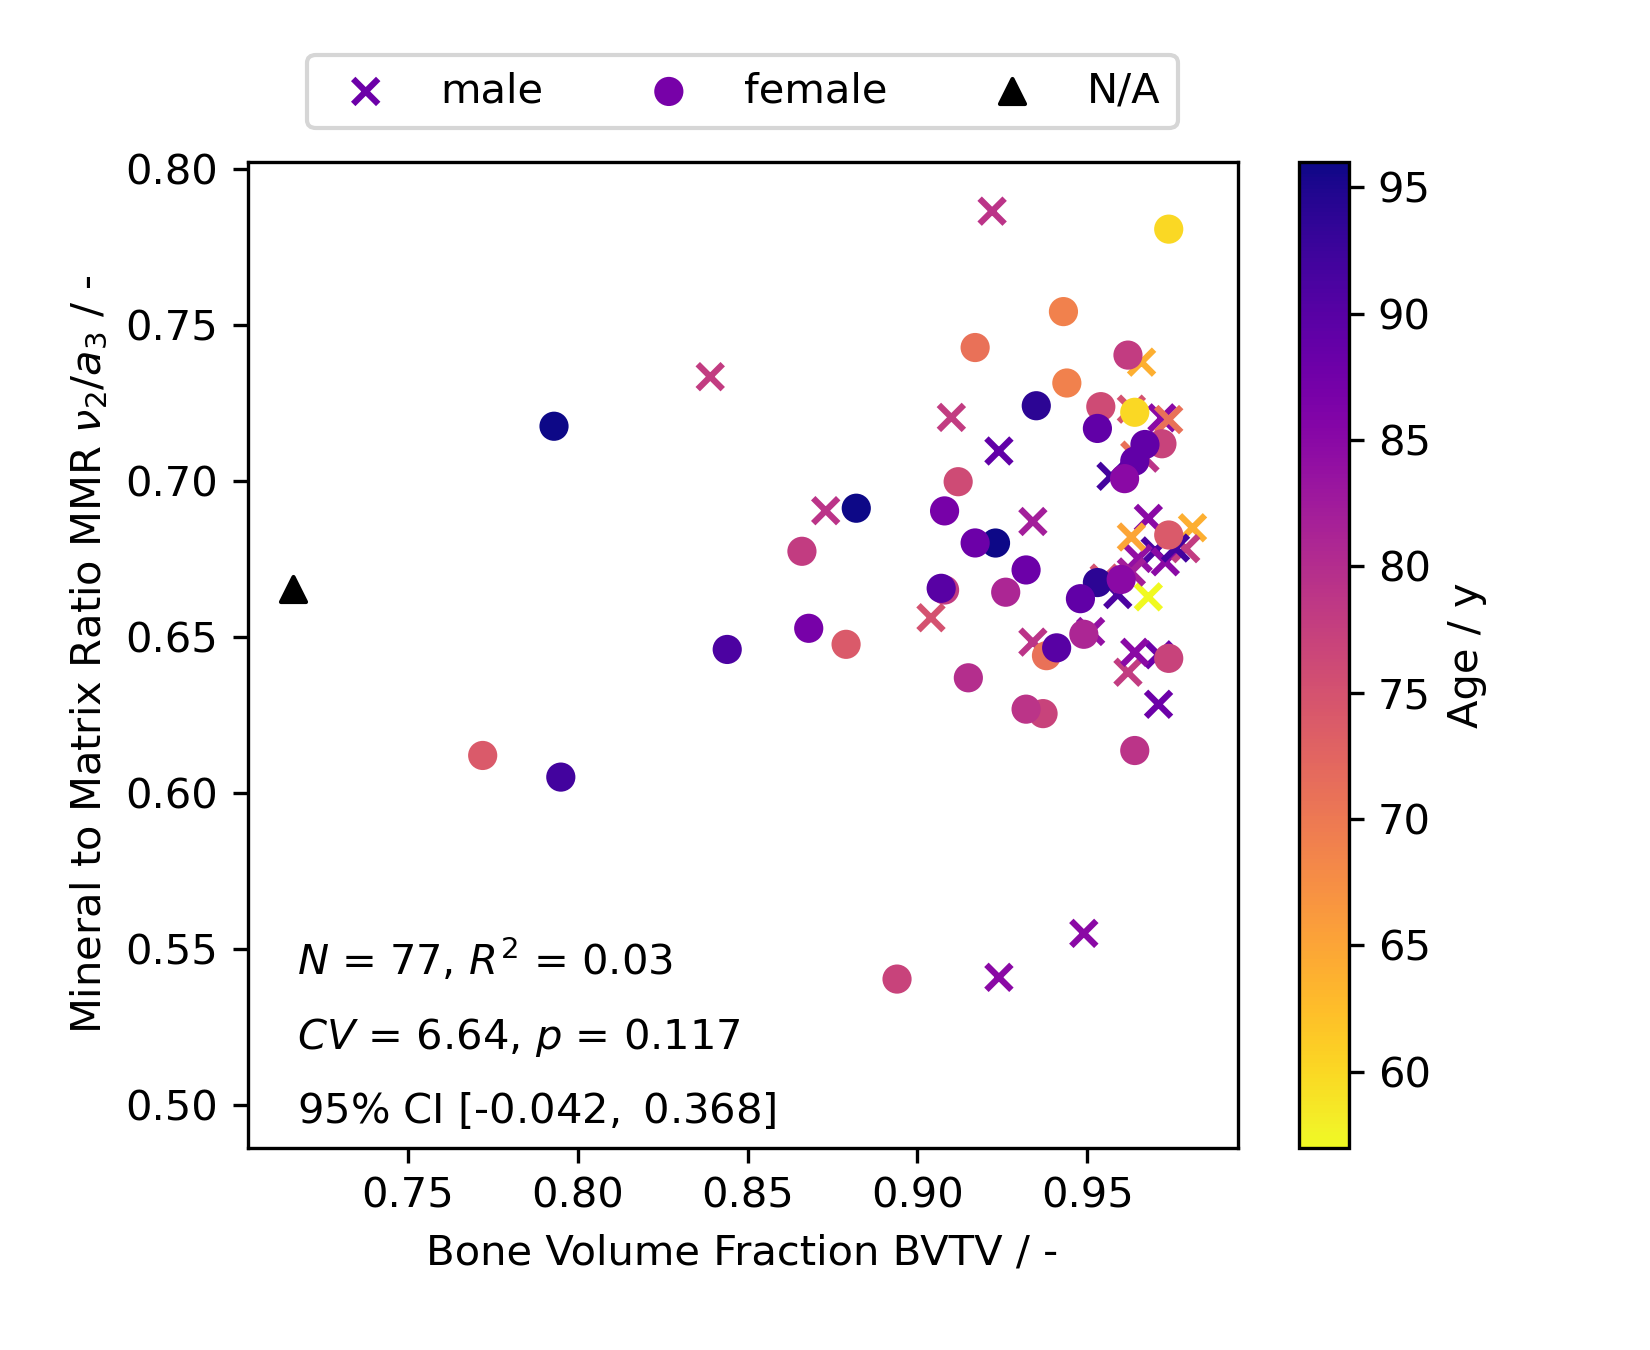 male female N/A
0.80
0.75
0.70
0.65
0.60
0.55
0.50
Mineral to Matrix Ratio MMR ν₂/a₃ / -
N = 77, R² = 0.03
CV = 6.64, p = 0.117
95% CI [-0.042, 0.368]
0.75 0.80 0.85 0.90 0.95
Bone Volume Fraction BVTV / -
95
90
85
80
75
70
65
60
Age / y